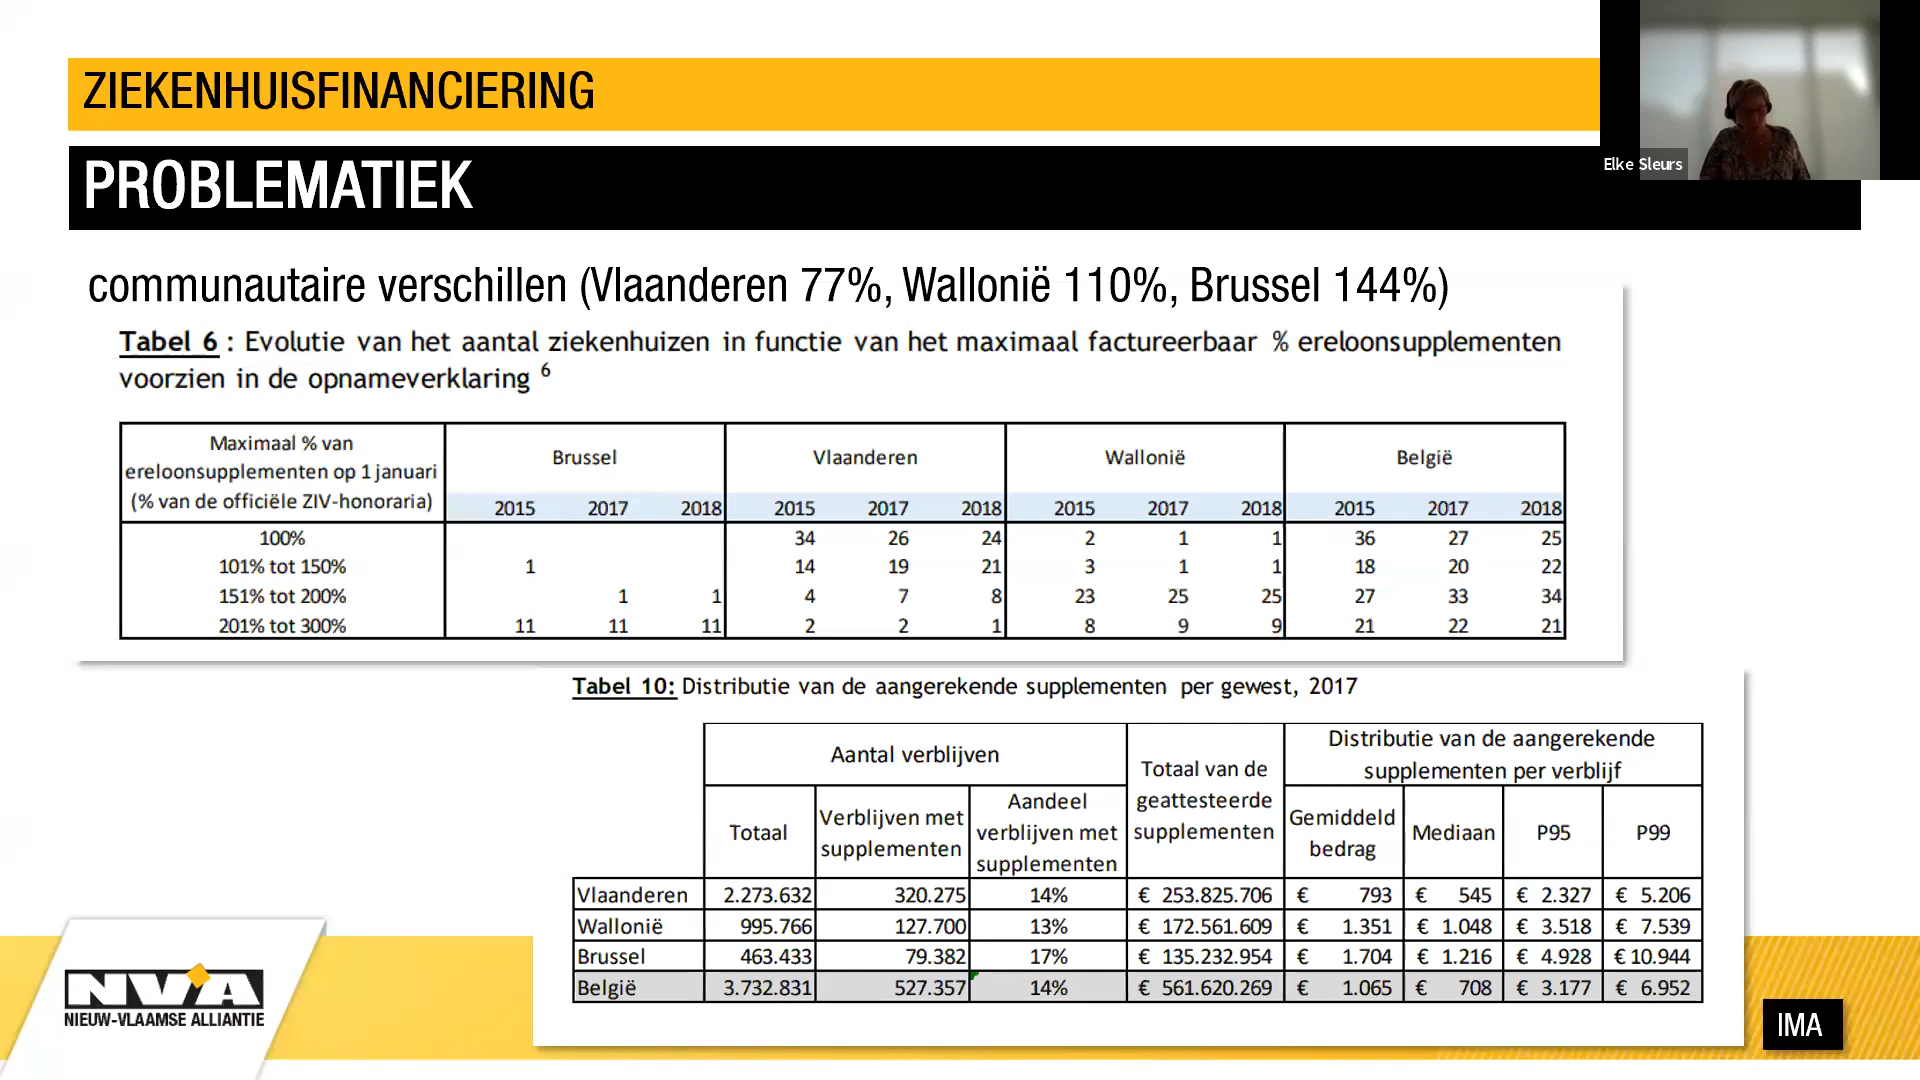 ZIEKENHUISFINANCIERING
Elke Sleurs
PROBLEMATIEK
communautaire verschillen (Vlaanderen 77%, Wallonië 110%, Brussel 144%)
Tabel 6 : Evolutie van het aantal ziekenhuizen in functie van het maximaal factureerbaar % ereloonsupplementen
voorzien in de opnameverklaring 6
Maximaal % van
ereloonsupplementen op 1 januari
(% van de officiële ZIV-honoraria)
Brussel Vlaanderen Wallonië België
2015 2017 2018 2015 2017 2018 2015 2017 2018 2015 2017 2018
100% 34 26 24 2 1 1 36 27 25
101% tot 150% 1 14 19 21 3 1 1 18 20 22
151% tot 200% 1 1 4 7 8 23 25 25 27 33 34
201% tot 300% 11 11 11 2 2 1 8 9 9 21 22 21
Tabel 10: Distributie van de aangerekende supplementen per gewest, 2017
Aantal verblijven
Totaal van de
geattesteerde
supplementen
Distributie van de aangerekende
supplementen per verblijf
Totaal
Verblijven met
supplementen
Aandeel
verblijven met
supplementen
Gemiddeld
bedrag
Mediaan
P95
P99
Vlaanderen 2.273.632 320.275 14% € 253.825.706 € 793 € 545 € 2.327 € 5.206
Wallonië 995.766 127.700 13% € 172.561.609 € 1.351 € 1.048 € 3.518 € 7.539
Brussel 463.433 79.382 17% € 135.232.954 € 1.704 € 1.216 € 4.928 € 10.944
België 3.732.831 527.357 14% € 561.620.269 € 1.065 € 708 € 3.177 € 6.952
N-VA
NIEUW-VLAAMSE ALLIANTIE
IMA